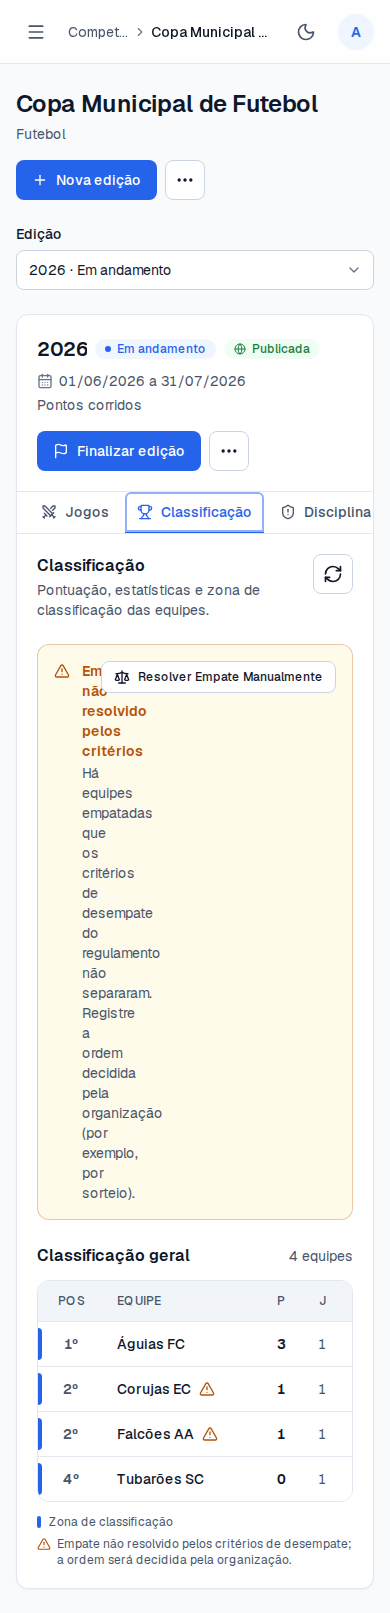 Compet... > Copa Municipal ... A
Copa Municipal de Futebol
Futebol
+ Nova edição ...
Edição
2026 · Em andamento
2026 Em andamento Publicada
01/06/2026 a 31/07/2026
Pontos corridos
Finalizar edição ...
Jogos Classificação Disciplina
Classificação
Pontuação, estatísticas e zona de
classificação das equipes.
Resolver Empate Manualmente
não
resolvido
pelos
critérios
Há
equipes
empatadas
que
os
critérios
de
desempate
do
regulamento
não
separaram.
Registre
a
ordem
decidida
pela
organização
(por
exemplo,
por
sorteio).
Classificação geral 4 equipes
POS EQUIPE P J
1º Águias FC 3 1
2º Corujas EC 1 1
2º Falcões AA 1 1
4º Tubarões SC 0 1
Zona de classificação
Empate não resolvido pelos critérios de desempate;
a ordem será decidida pela organização.